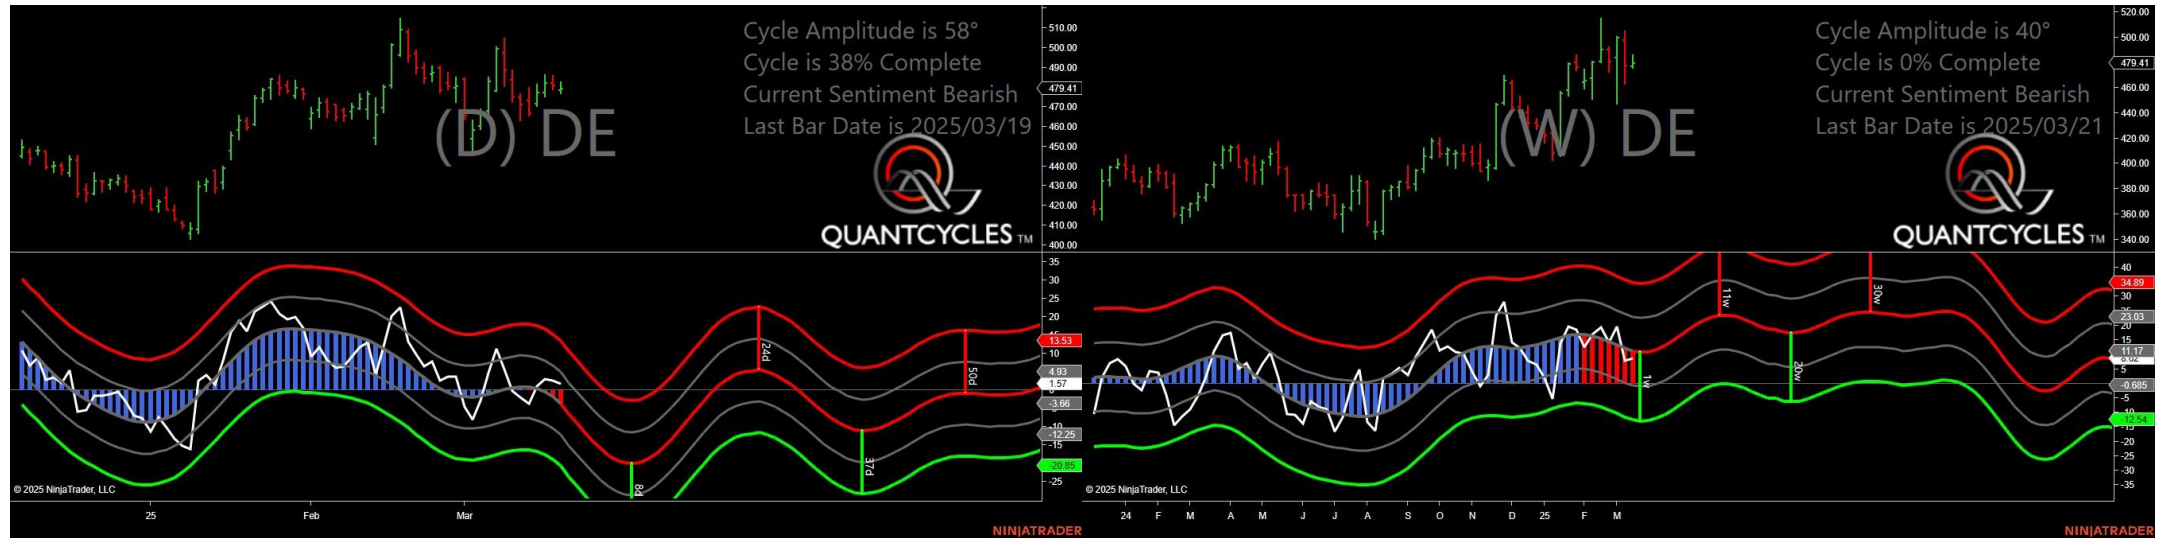 Cycle Amplitude is 58°
Cycle is 38% Complete
Current Sentiment Bearish
Last Bar Date is 2025/03/19
(D) DE
QUANTCYCLES TM
510.00
500.00
490.00
479.41
470.00
460.00
450.00
440.00
430.00
420.00
410.00
400.00
35
30
25
20
13.53
10
4.93
1.57
-3.66
-12.25
-15
-20.85
-25
8d
24d
37d
50d
© 2025 NinjaTrader, LLC
25 Feb Mar
NINJATRADER
Cycle Amplitude is 40°
Cycle is 0% Complete
Current Sentiment Bearish
Last Bar Date is 2025/03/21
(W) DE
QUANTCYCLES TM
520.00
500.00
479.41
460.00
440.00
420.00
400.00
380.00
360.00
340.00
40
34.89
30
23.03
20
15
11.17
5
-0.685
-5
-12.54
-15
-20
-25
-30
-35
1w
11w
20w
30w
© 2025 NinjaTrader, LLC
24 F M A M J J A S O N D 25 F M
NINJATRADER